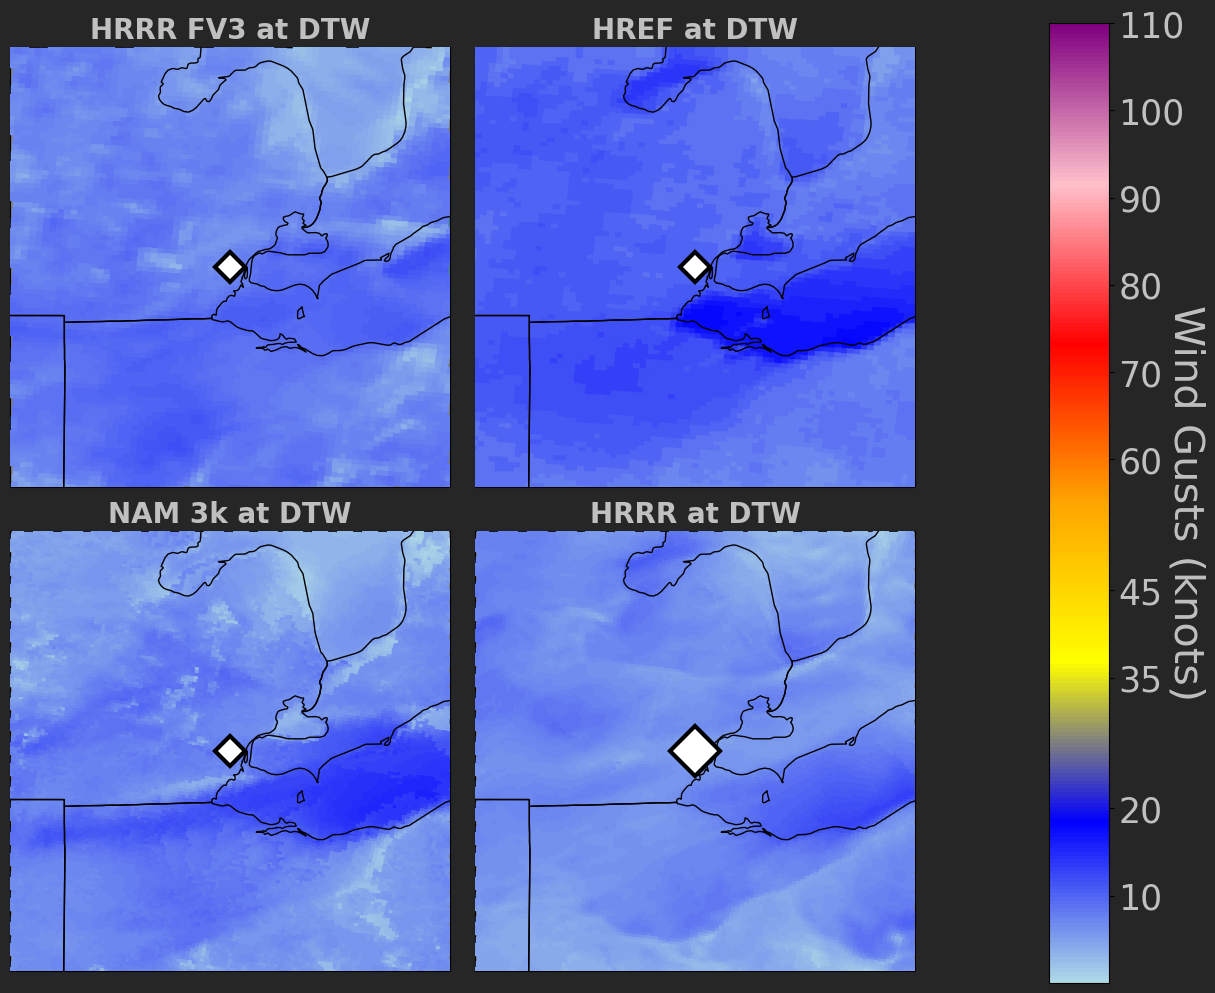 HRRR FV3 at DTW
HREF at DTW
NAM 3k at DTW
HRRR at DTW
110
100
90
80
70
60
45
35
20
10
Wind Gusts (knots)